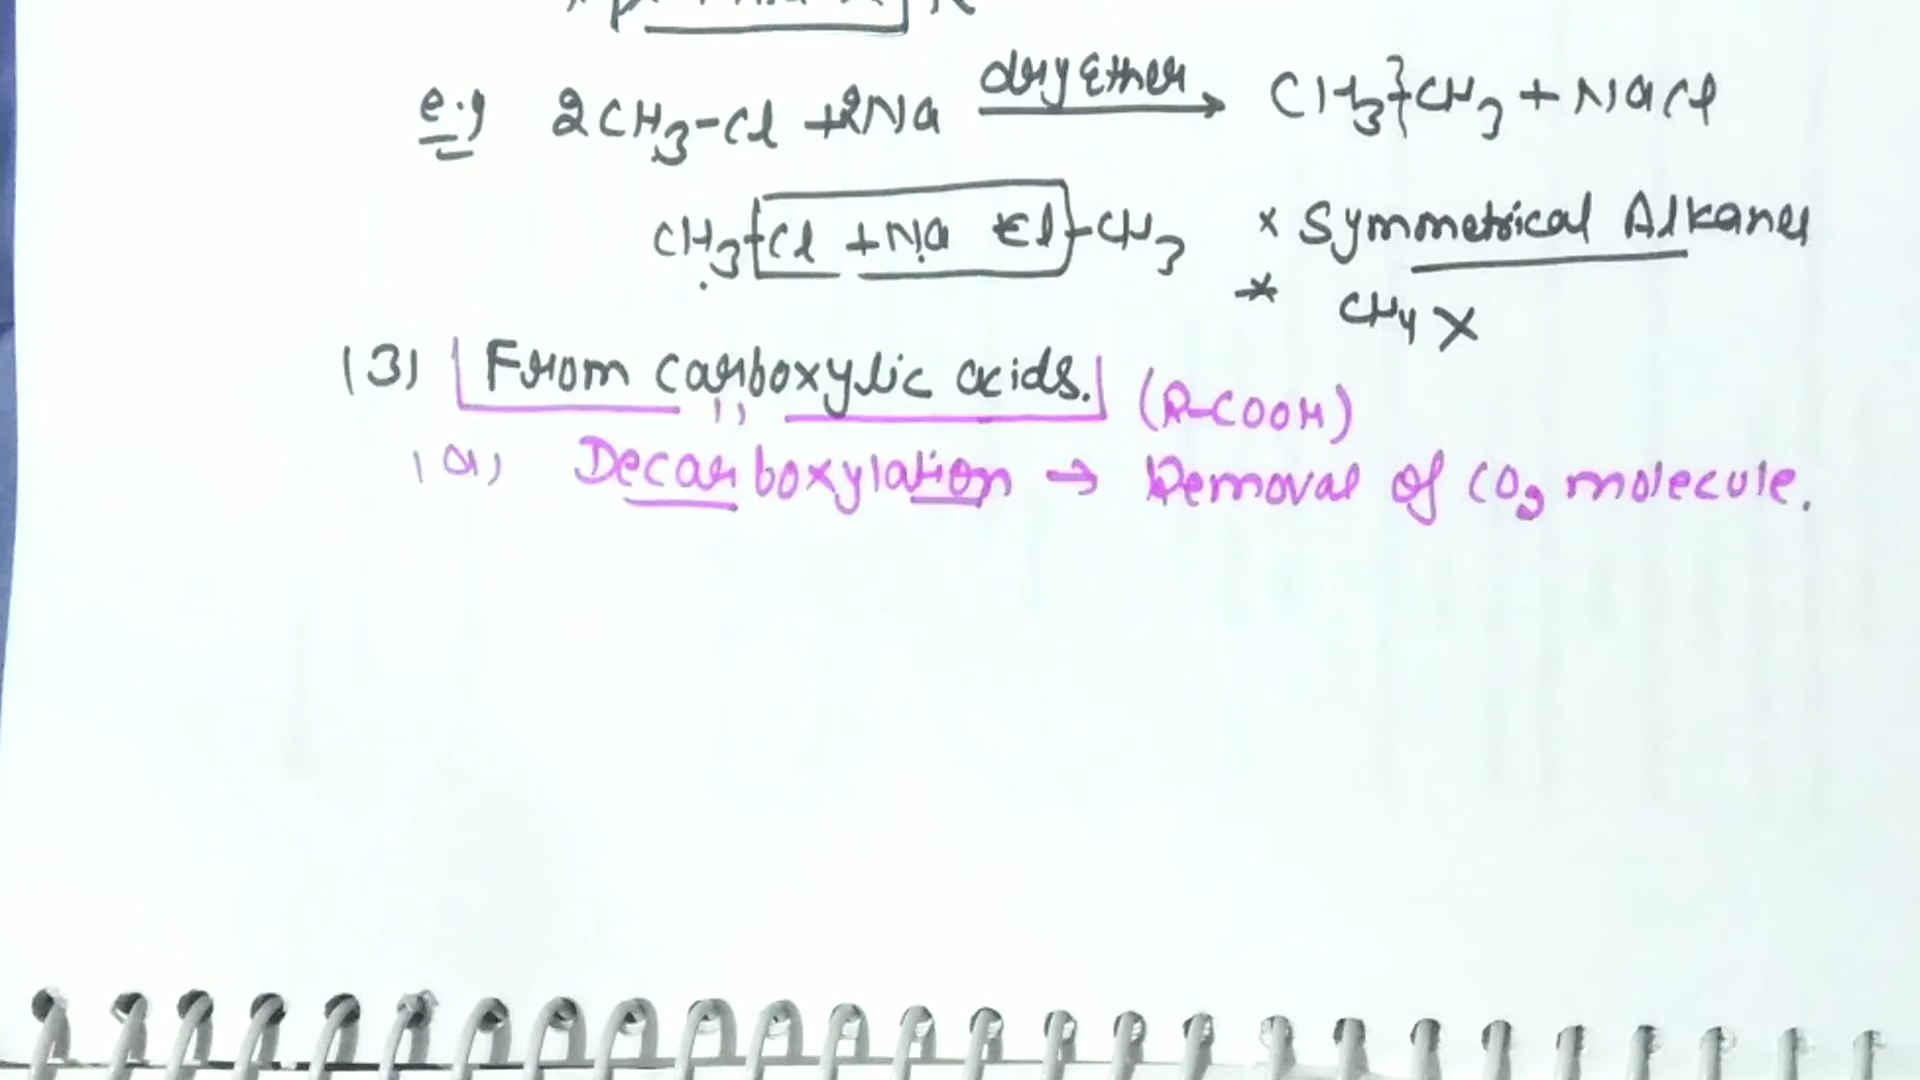 e.g 2CH3-Cl +2Na dry Ether → CH3}CH3 + NaCl
CH3 Cl +Na Cl -CH3 x Symmetrical Alkanes
* CH4 X
(3) From carboxylic acids. (R-COOH)
(a) Decarboxylation → Removal of CO2 molecule.